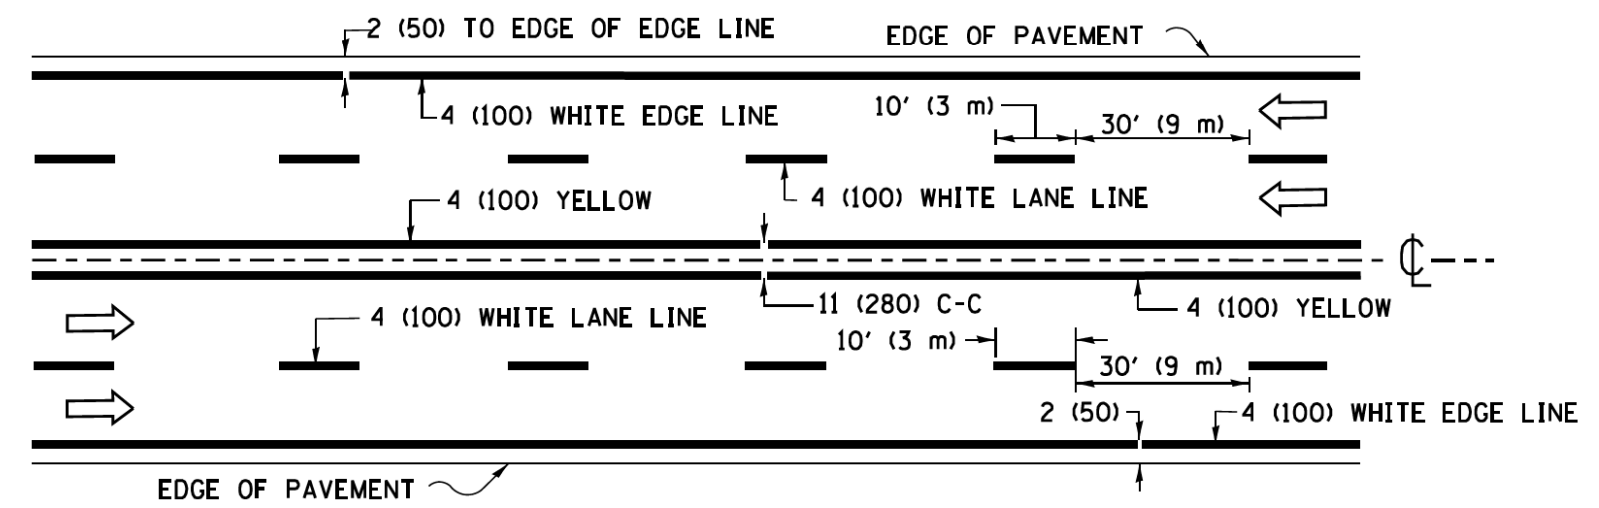 2 (50) TO EDGE OF EDGE LINE
EDGE OF PAVEMENT
4 (100) WHITE EDGE LINE
10' (3 m)
30' (9 m)
4 (100) YELLOW
4 (100) WHITE LANE LINE
CL
11 (280) C-C
4 (100) YELLOW
4 (100) WHITE LANE LINE
10' (3 m)
30' (9 m)
2 (50)
4 (100) WHITE EDGE LINE
EDGE OF PAVEMENT